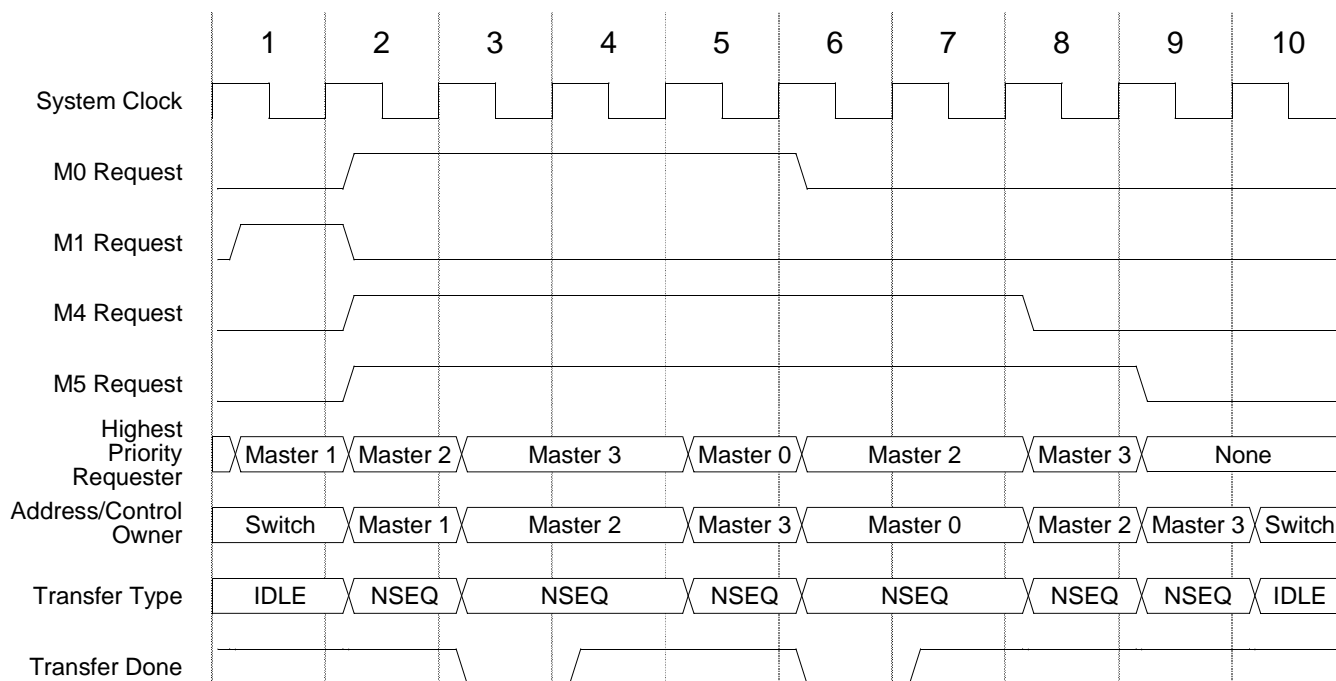 1 2 3 4 5 6 7 8 9 10
System Clock
M0 Request
M1 Request
M4 Request
M5 Request
Highest
Priority
Requester
Master 1 Master 2 Master 3 Master 0 Master 2 Master 3 None
Address/Control
Owner
Switch Master 1 Master 2 Master 3 Master 0 Master 2 Master 3 Switch
Transfer Type IDLE NSEQ NSEQ NSEQ NSEQ NSEQ NSEQ IDLE
Transfer Done